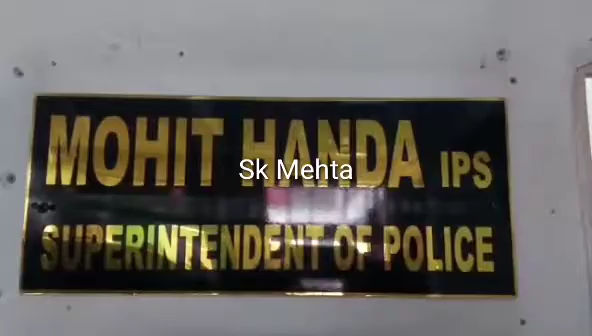 MOHIT HANDA IPS
Sk Mehta
SUPERINTENDENT OF POLICE